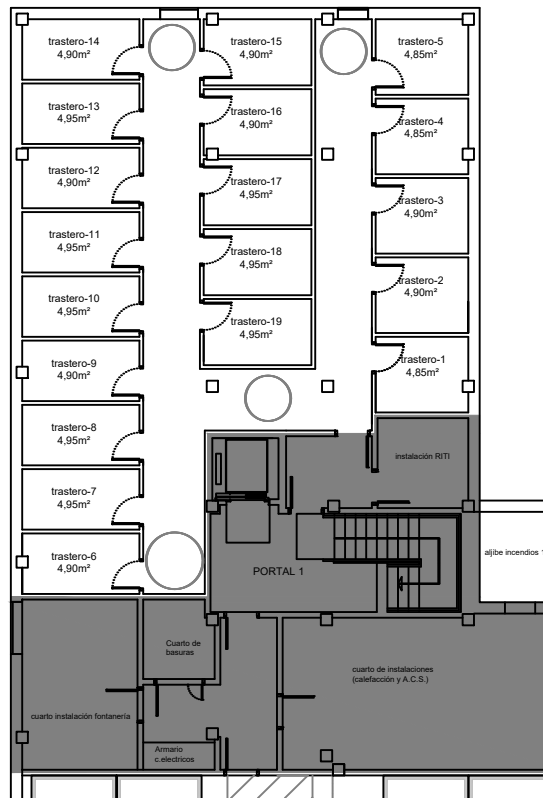 trastero-14
4,90m²
trastero-15
4,90m²
trastero-5
4,85m²
trastero-13
4,95m²
trastero-16
4,90m²
trastero-4
4,85m²
trastero-12
4,90m²
trastero-17
4,95m²
trastero-3
4,90m²
trastero-11
4,95m²
trastero-18
4,95m²
trastero-2
4,90m²
trastero-10
4,95m²
trastero-19
4,95m²
trastero-9
4,90m²
trastero-1
4,85m²
trastero-8
4,95m²
instalación RITI
trastero-7
4,95m²
trastero-6
4,90m²
PORTAL 1
aljibe incendios 1
Cuarto de
basuras
cuarto de instalaciones
(calefacción y A.C.S.)
cuarto instalación fontanería
Armario
c.electricos